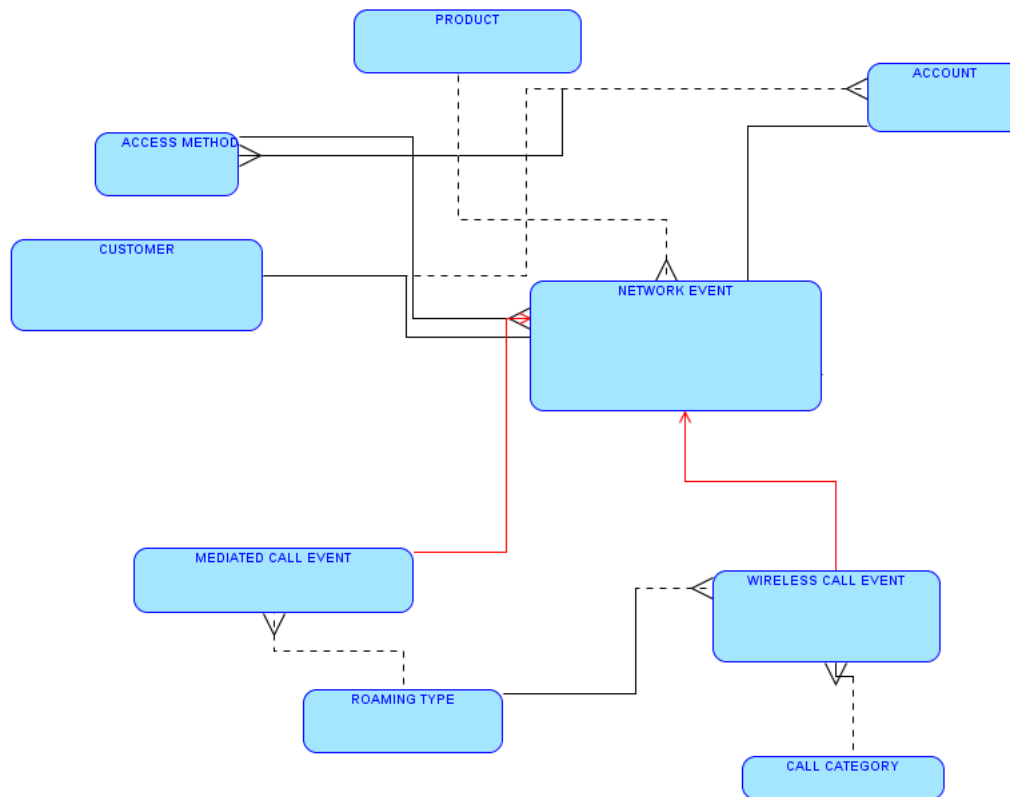 PRODUCT
ACCOUNT
ACCESS METHOD
CUSTOMER
NETWORK EVENT
MEDIATED CALL EVENT
WIRELESS CALL EVENT
ROAMING TYPE
CALL CATEGORY